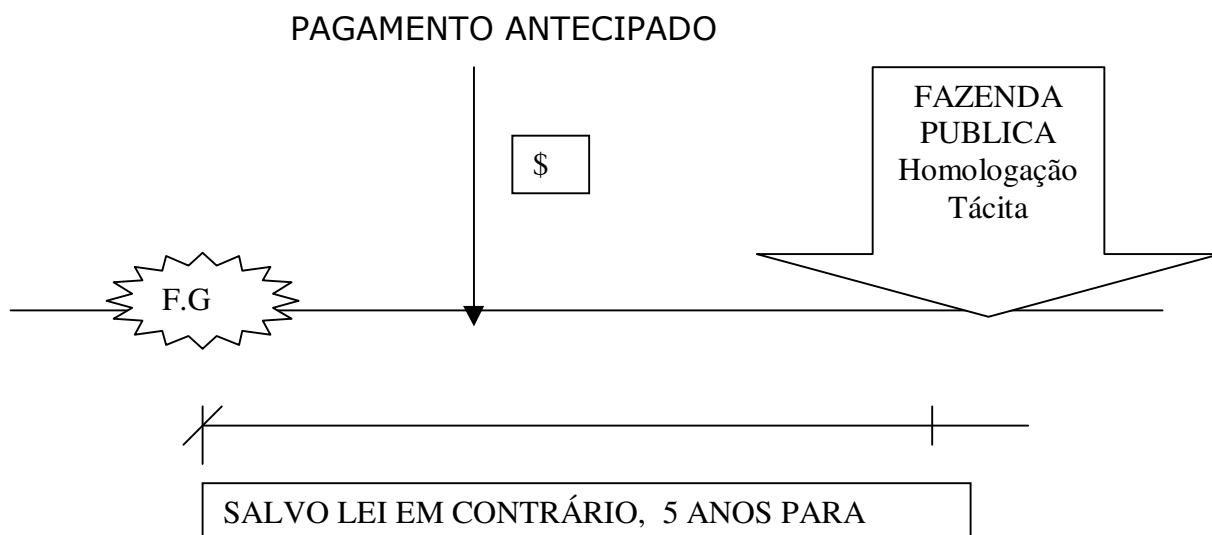 PAGAMENTO ANTECIPADO
FAZENDA
PUBLICA
Homologação
Tácita
$
F.G
SALVO LEI EM CONTRÁRIO, 5 ANOS PARA